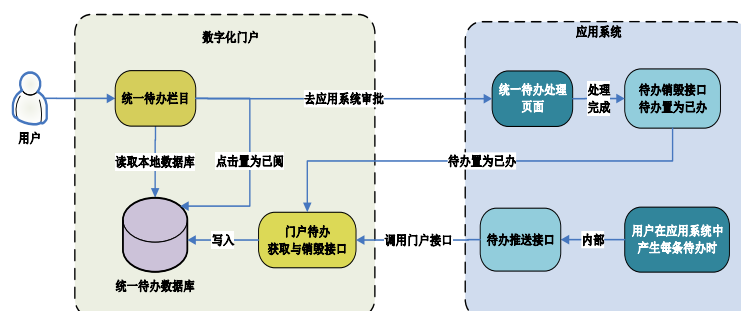 数字化门户
应用系统
用户
统一待办栏目
去应用系统审批
统一待办处理
页面
处理
完成
待办销毁接口
待办置为已办
读取本地数据库
点击置为已阅
待办置为已办
统一待办数据库
写入
门户待办
获取与销毁接口
调用门户接口
待办推送接口
内部
用户在应用系统中
产生每条待办时